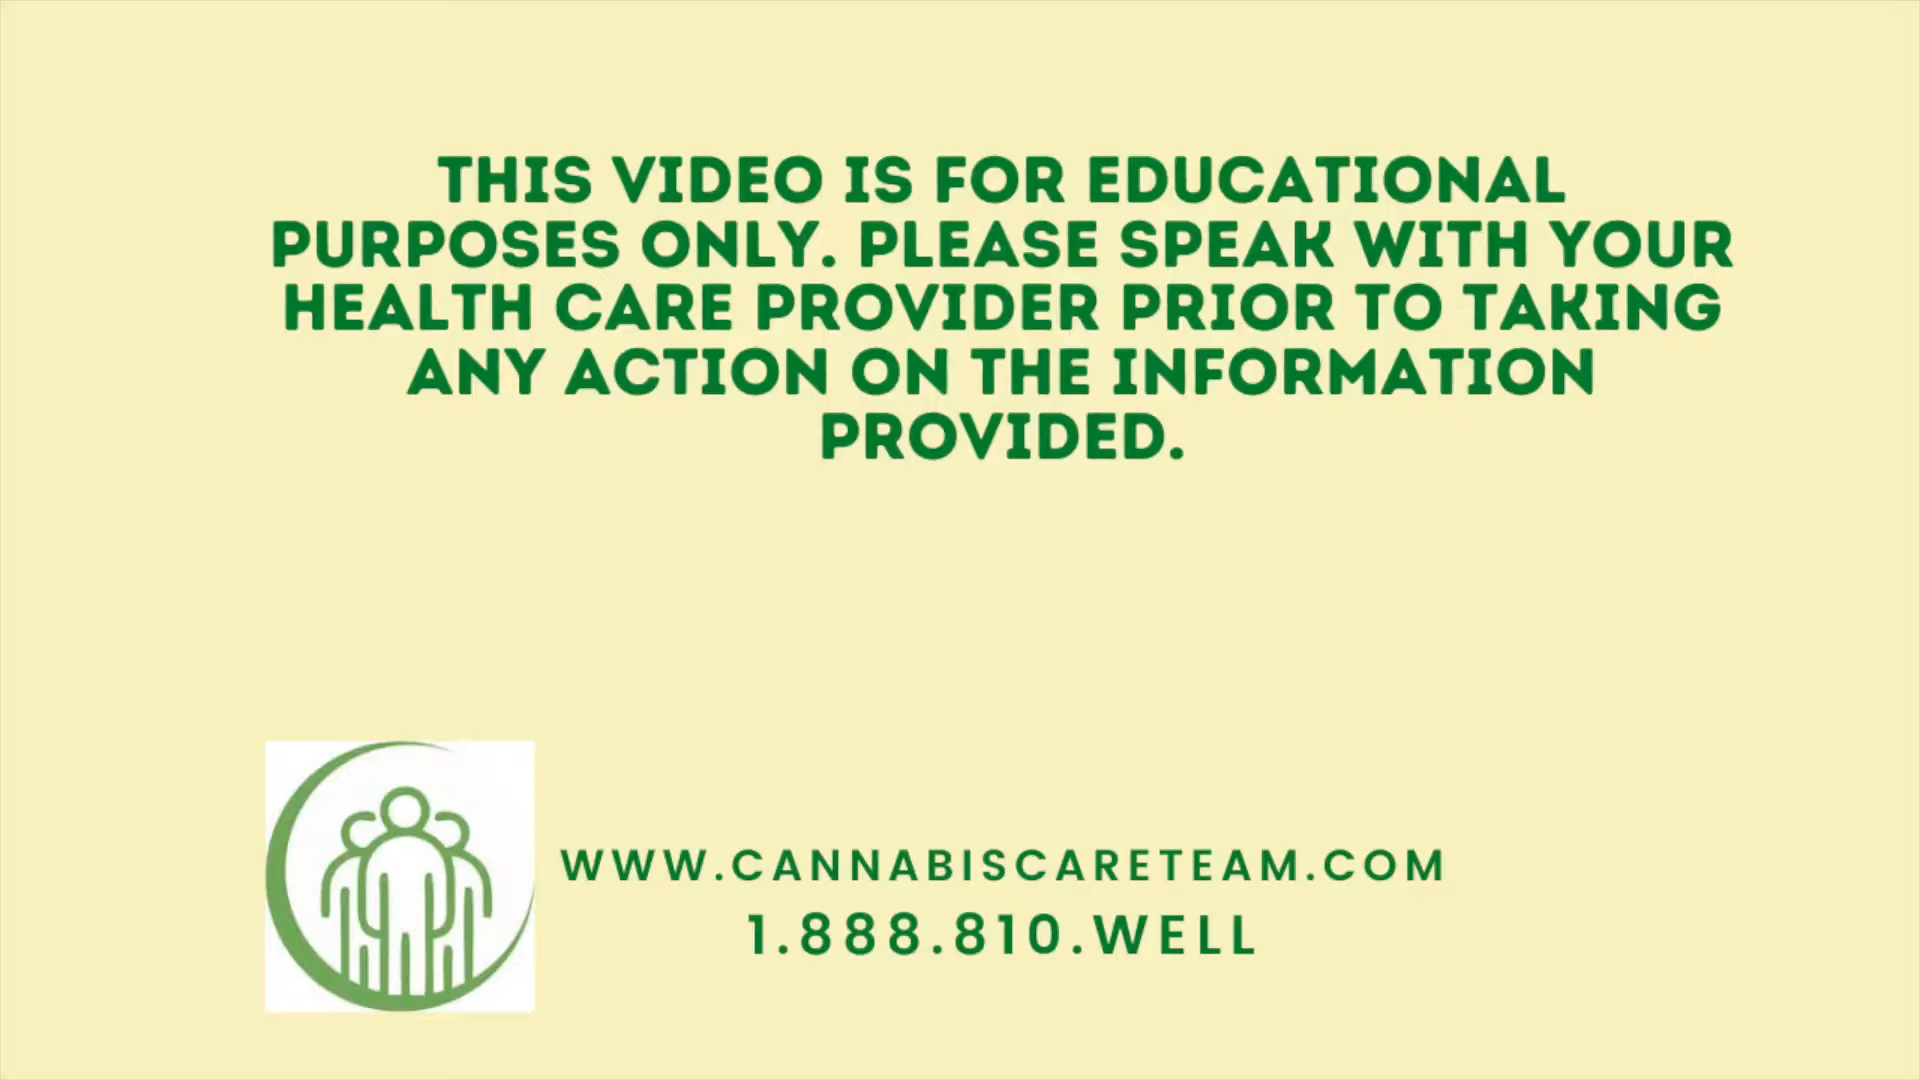 THIS VIDEO IS FOR EDUCATIONAL
PURPOSES ONLY. PLEASE SPEAK WITH YOUR
HEALTH CARE PROVIDER PRIOR TO TAKING
ANY ACTION ON THE INFORMATION
PROVIDED.
WWW.CANNABISCARETEAM.COM
1.888.810.WELL